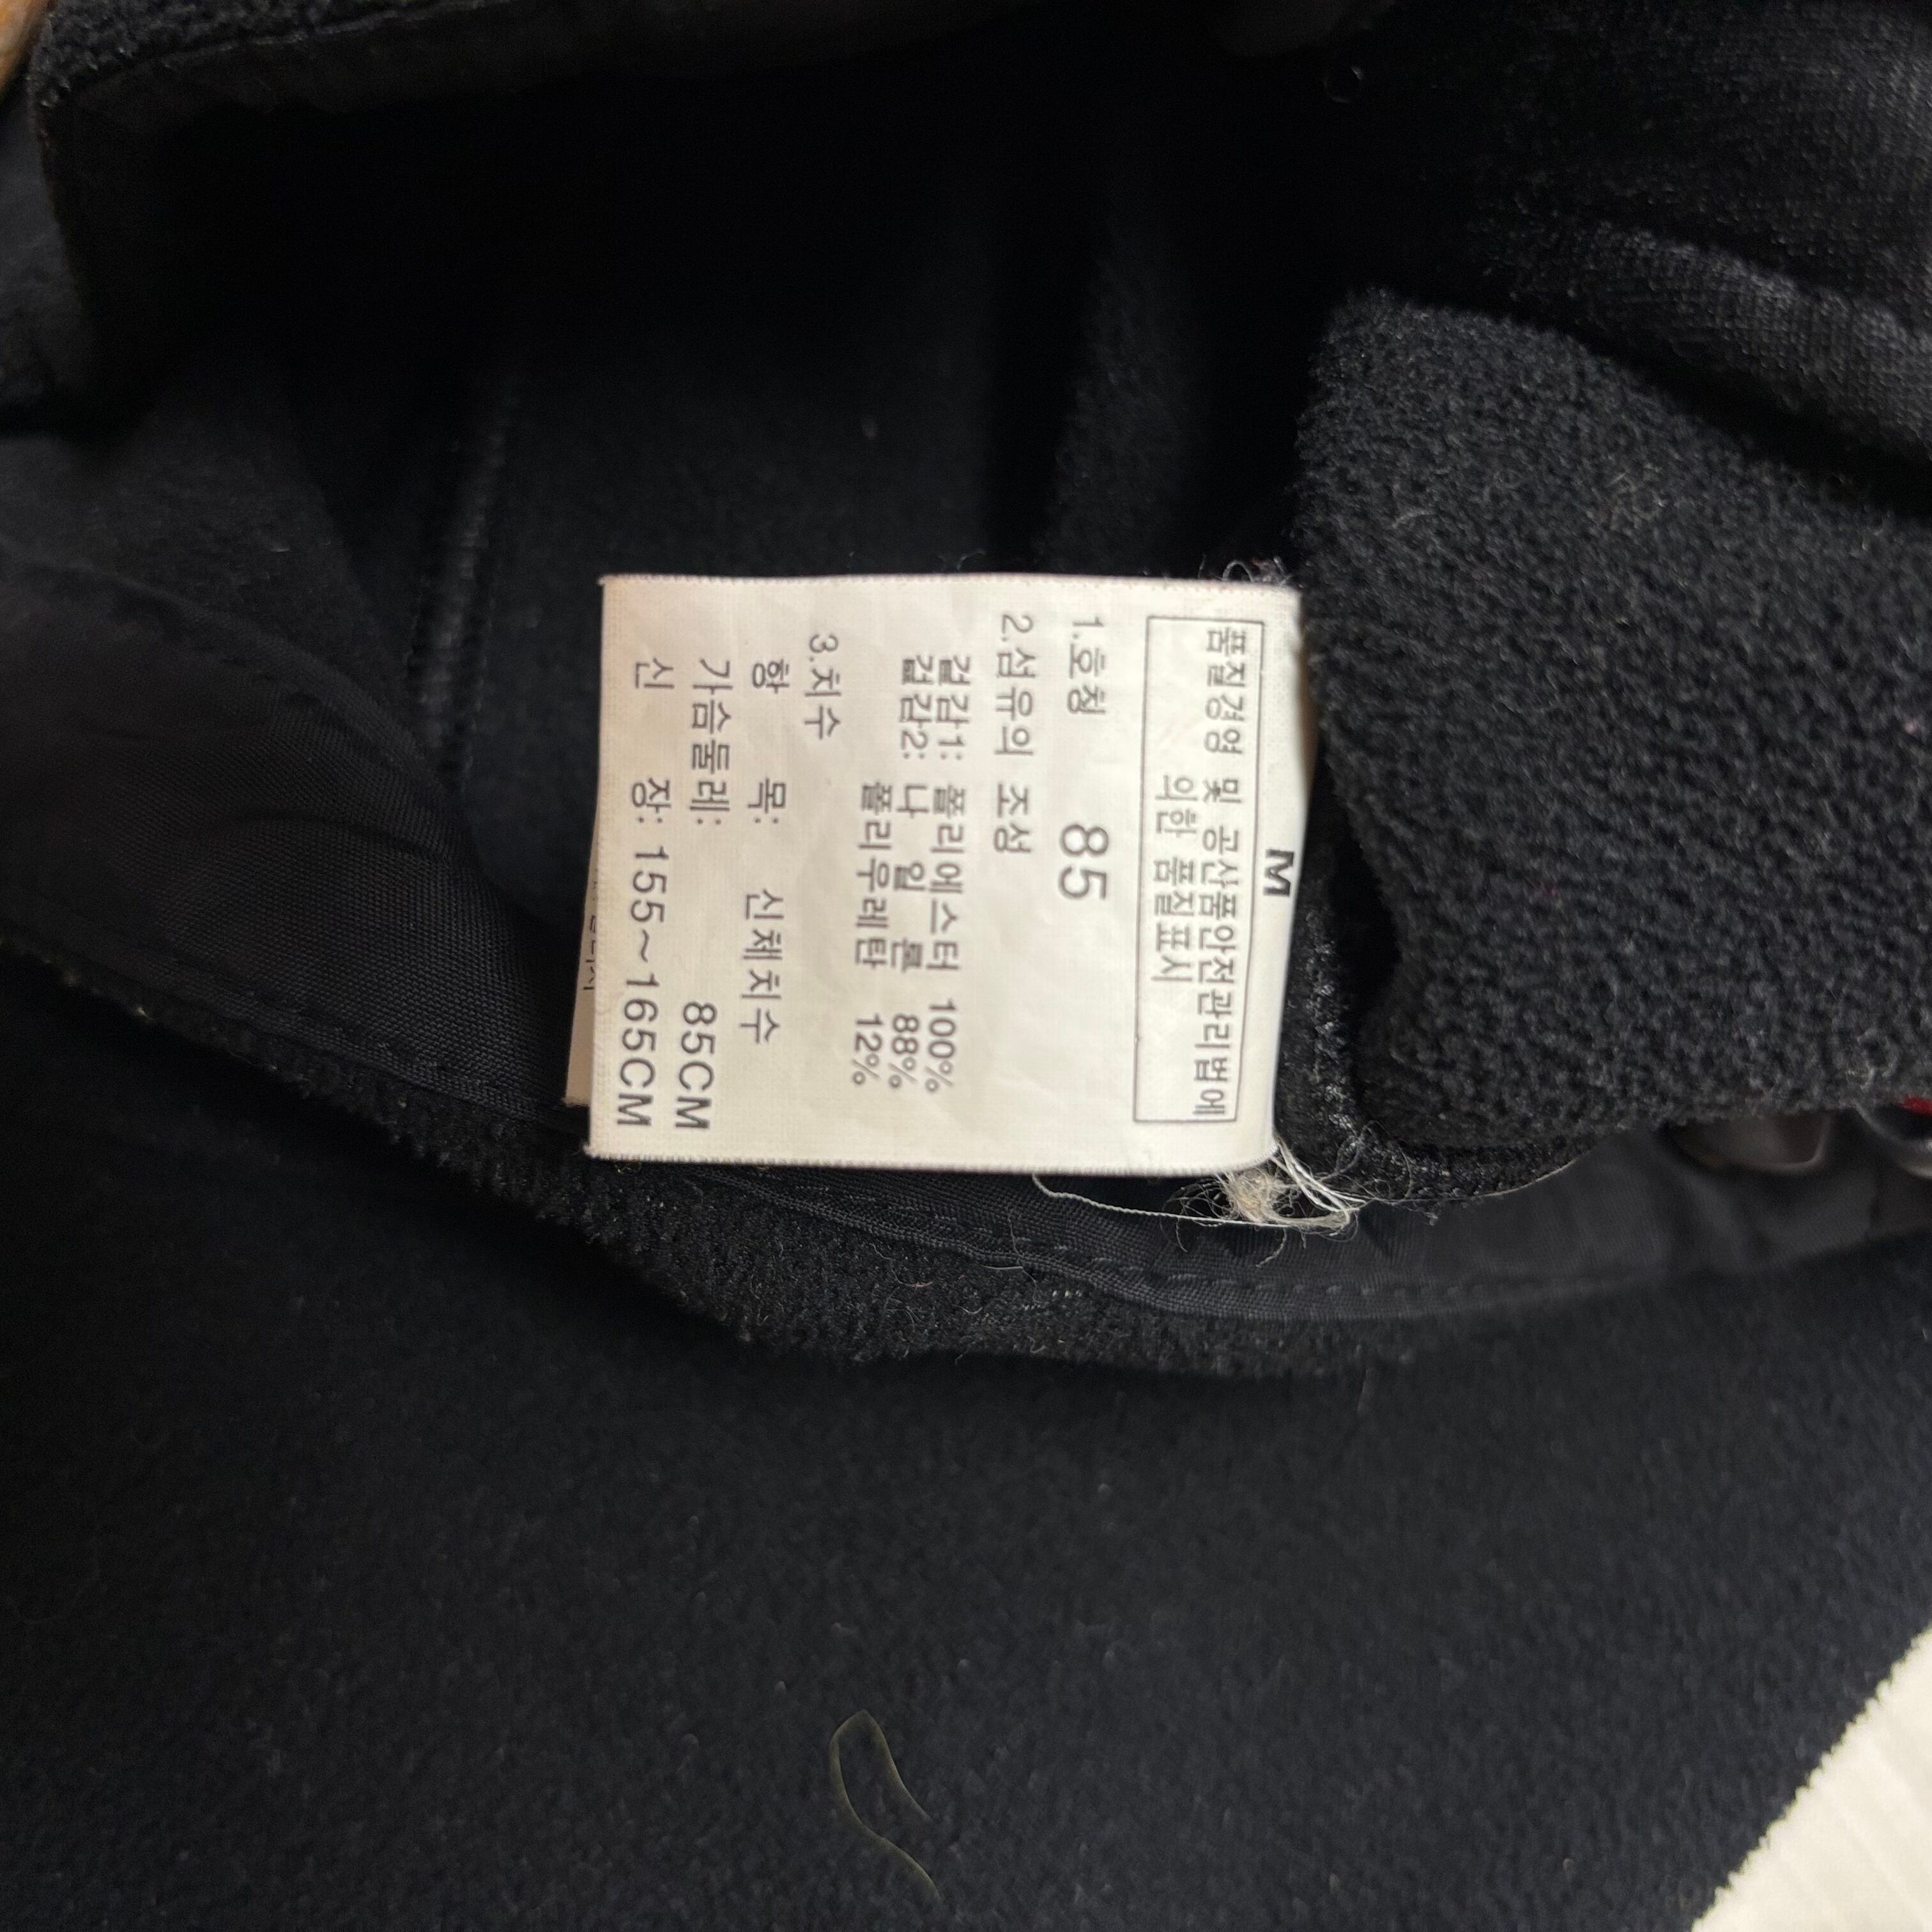 M
품질경영 및 공산품안전관리법에
의한 품질표시
1.호칭 85
2.섬유의 조성
겉감1: 폴리에스터 100%
겉감2: 나 일 론 88%
폴리우레탄 12%
3.치수
항 목: 신체치수
가슴둘레: 85CM
신 장: 155~165CM